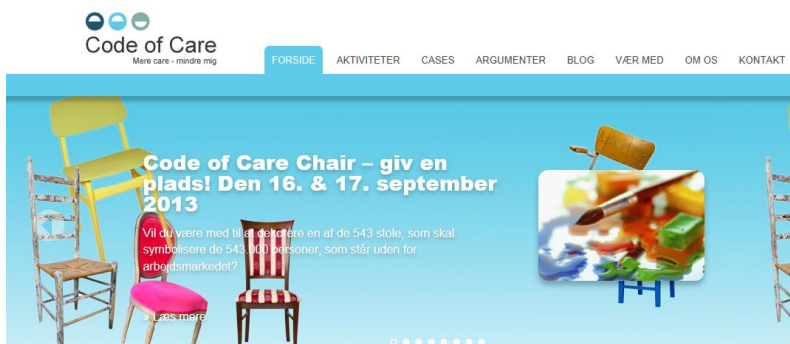 Code of Care
Mere care - mindre mig
FORSIDE AKTIVITETER CASES ARGUMENTER BLOG VÆR MED OM OS KONTAKT
Code of Care Chair – giv en
plads! Den 16. & 17. september
2013
Vil du være med til at dekorere en af de 543 stole, som skal
symbolisere de 543.000 personer, som står uden for
arbejdsmarkedet?
» Læs mere